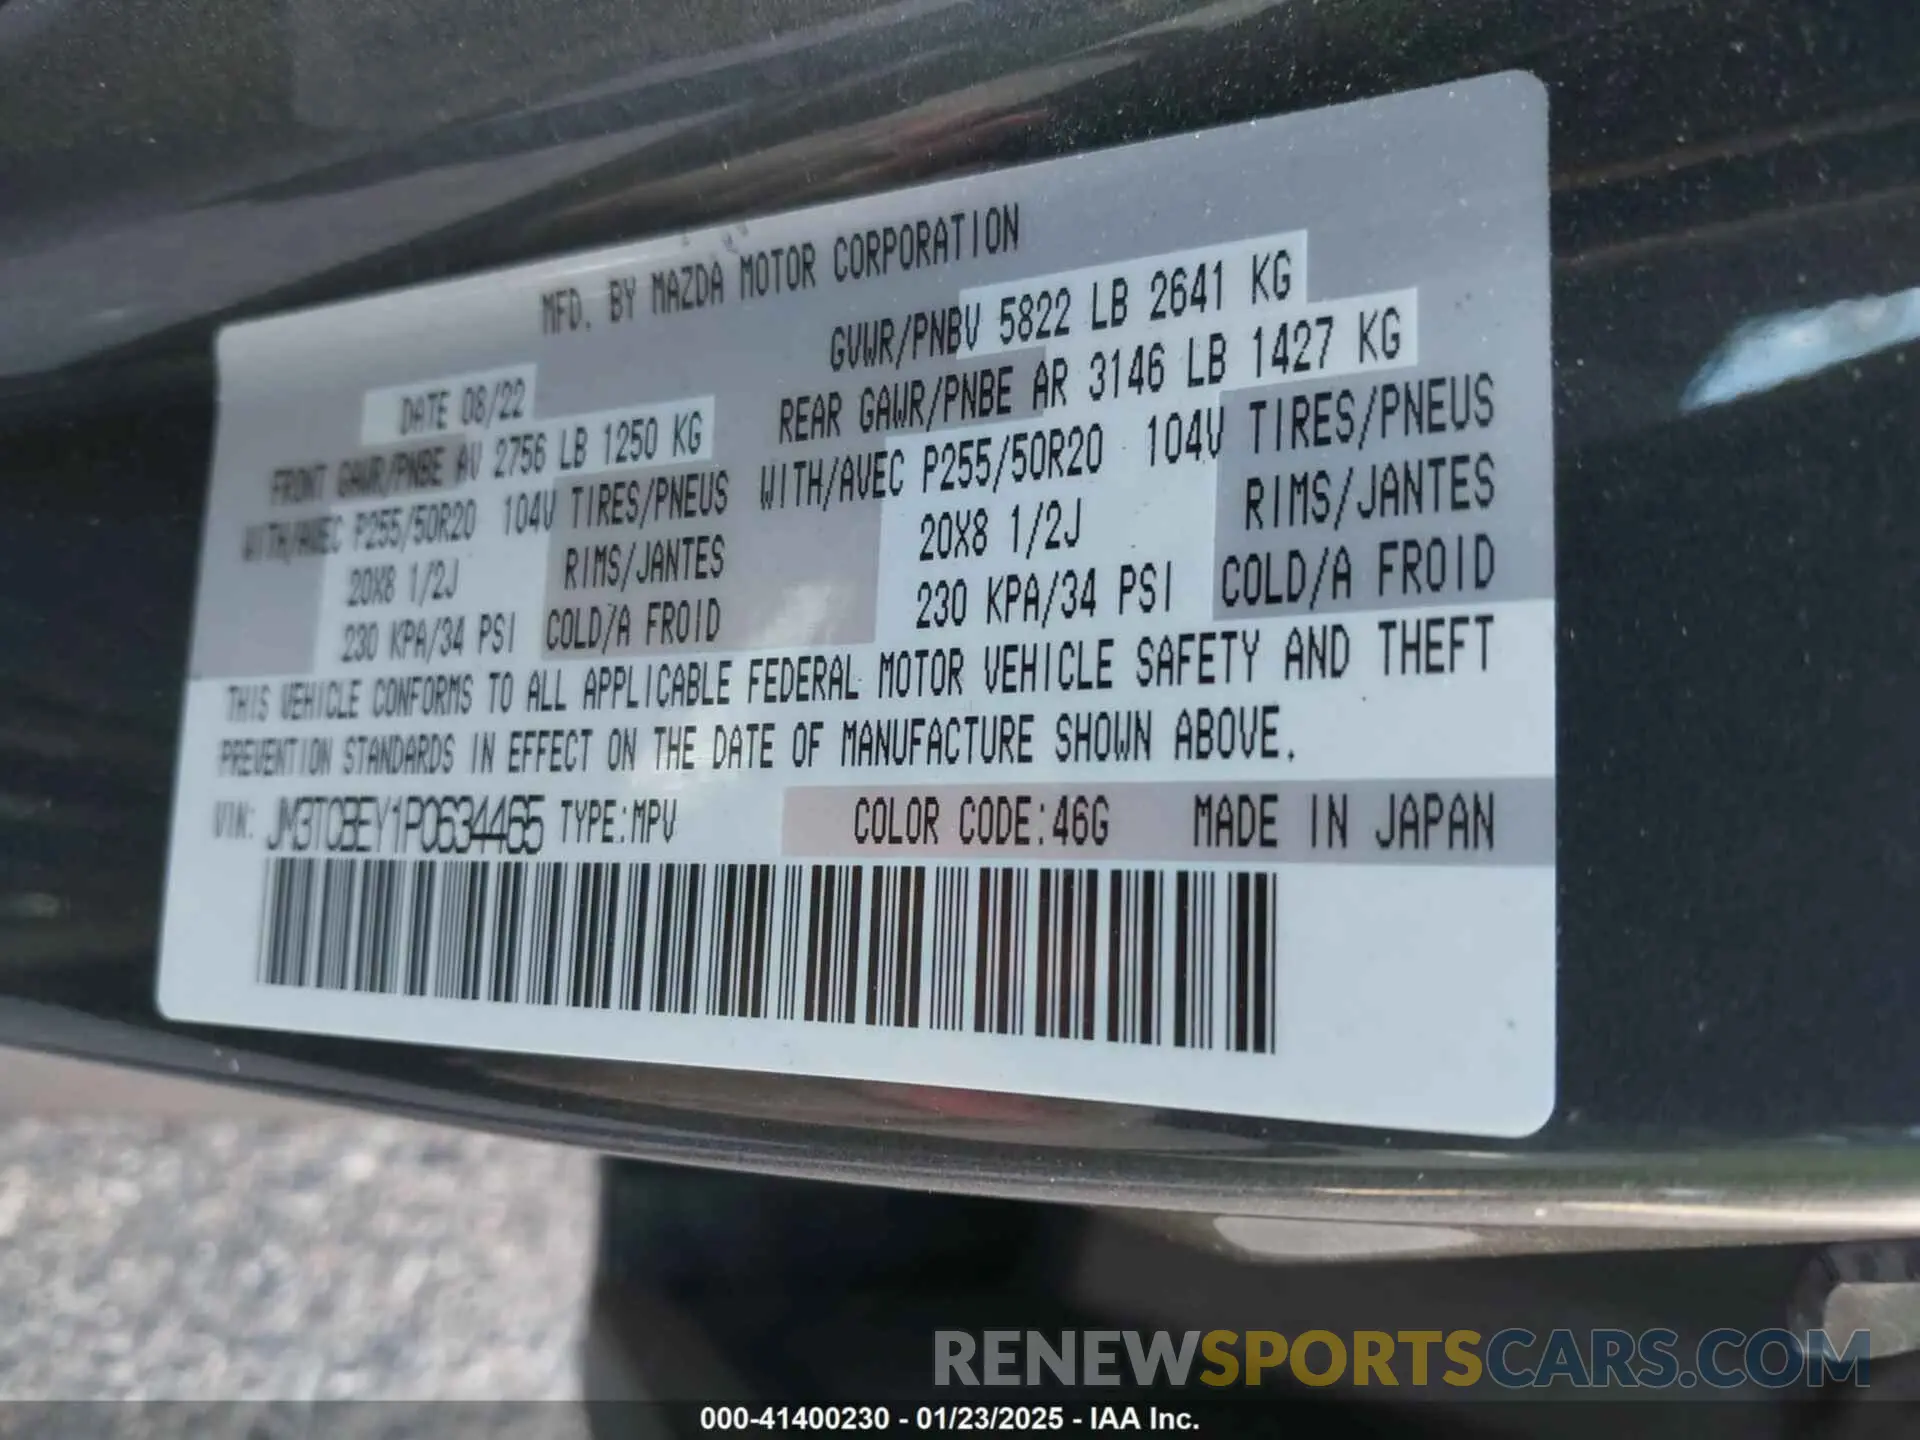 MFD. BY MAZDA MOTOR CORPORATION
DATE 08/22
GVWR/PNBV 5822 LB 2641 KG
FRONT GAWR/PNBE AV 2756 LB 1250 KG
REAR GAWR/PNBE AR 3146 LB 1427 KG
WITH/AVEC P255/50R20 104V TIRES/PNEUS
WITH/AVEC P255/50R20 104V TIRES/PNEUS
20X8 1/2J RIMS/JANTES
20X8 1/2J RIMS/JANTES
230 KPA/34 PSI COLD/A FROID
230 KPA/34 PSI COLD/A FROID
THIS VEHICLE CONFORMS TO ALL APPLICABLE FEDERAL MOTOR VEHICLE SAFETY AND THEFT
PREVENTION STANDARDS IN EFFECT ON THE DATE OF MANUFACTURE SHOWN ABOVE.
VIN: JM3TCBEY1P0634465 TYPE:MPV COLOR CODE:46G MADE IN JAPAN
RENEWSPORTSCARS.COM
000-41400230 - 01/23/2025 - IAA Inc.